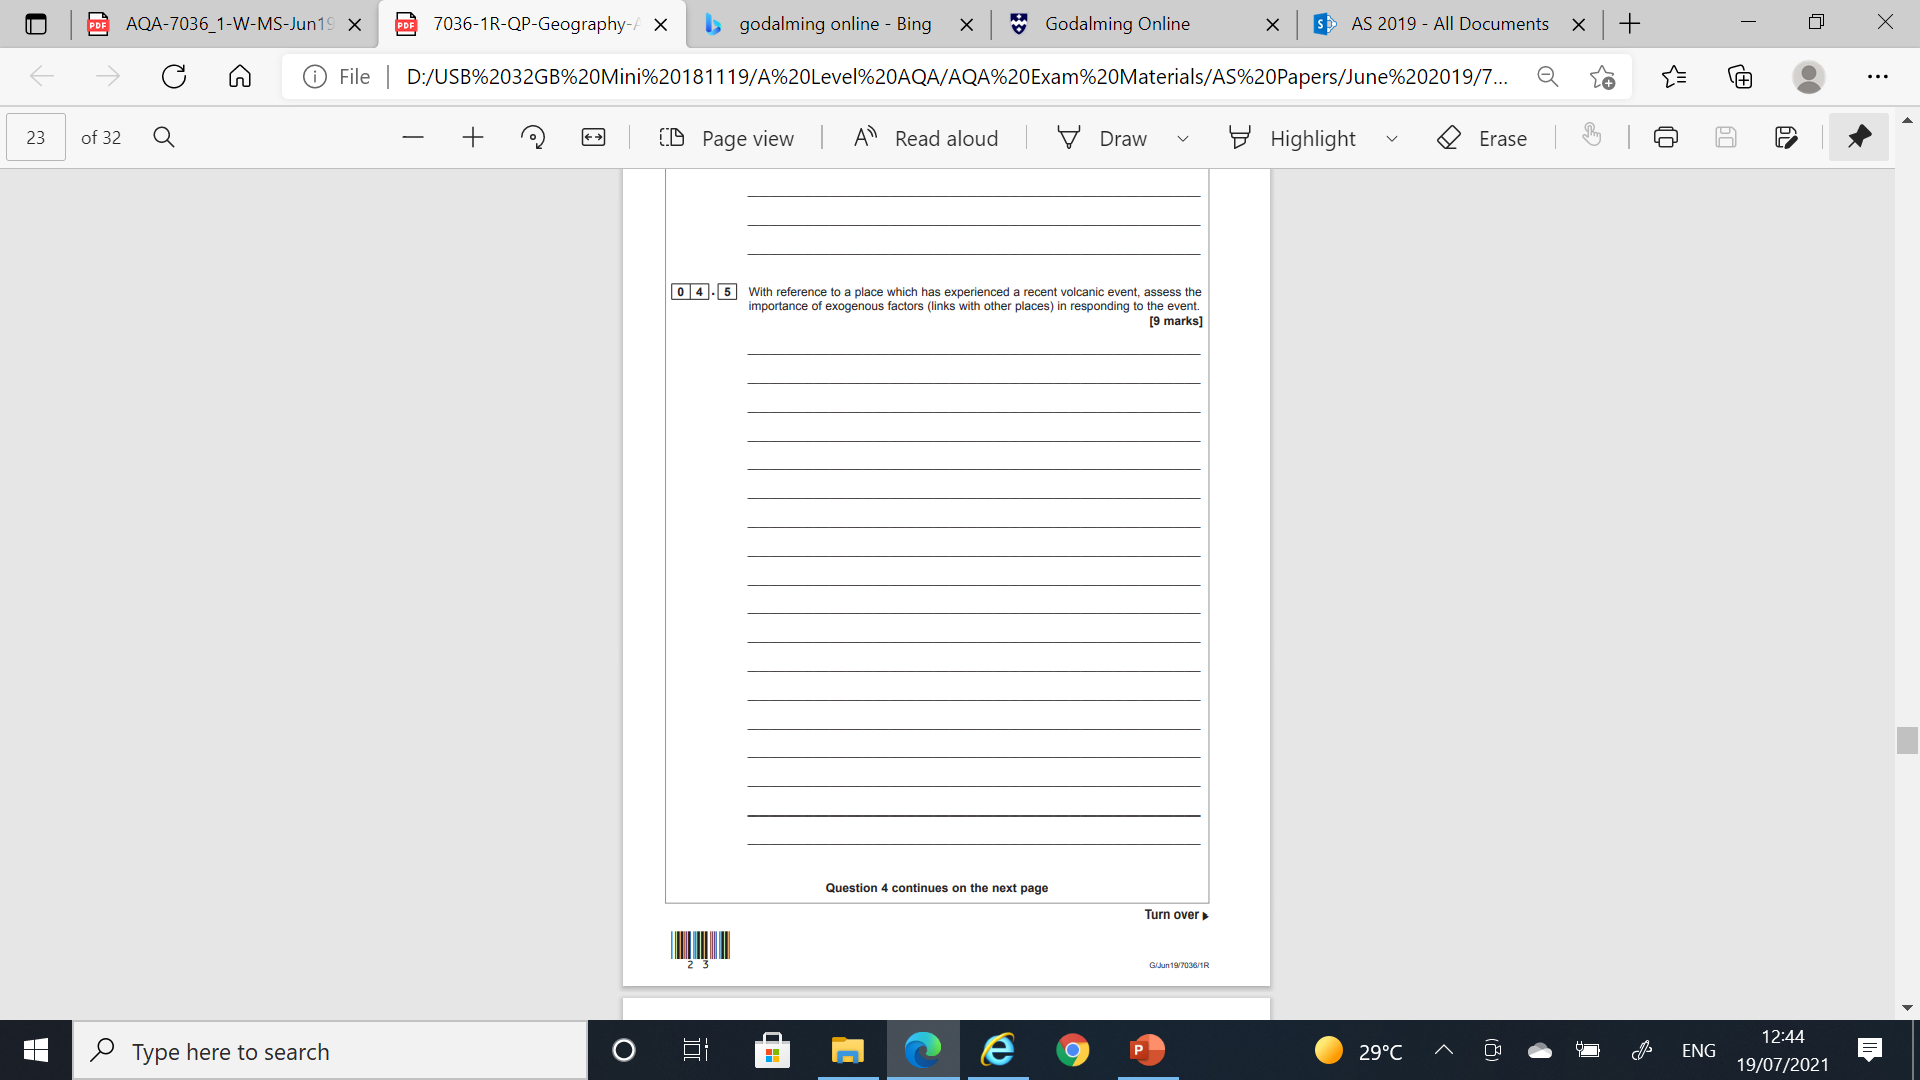 AQA-7036_1-W-MS-Jun19
7036-1R-QP-Geography-A
godalming online - Bing
Godalming Online
AS 2019 - All Documents
File
D:/USB%2032GB%20Mini%20181119/A%20Level%20AQA/AQA%20Exam%20Materials/AS%20Papers/June%202019/7...
23 of 32
Page view
Read aloud
Draw
Highlight
Erase
0 4 . 5 With reference to a place which has experienced a recent volcanic event, assess the
importance of exogenous factors (links with other places) in responding to the event.
[9 marks]
Question 4 continues on the next page
Turn over
2 3
G/Jun19/7036/1R
Type here to search
29°C
ENG
12:44
19/07/2021